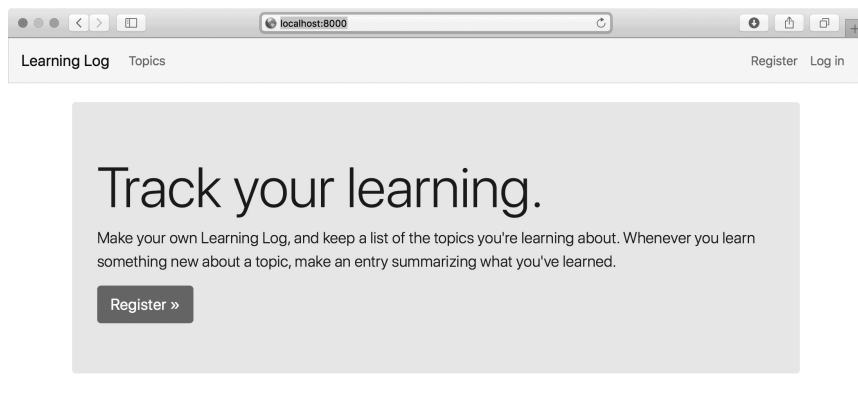 localhost:8000
Learning Log Topics Register Log in
Track your learning.
Make your own Learning Log, and keep a list of the topics you're learning about. Whenever you learn
something new about a topic, make an entry summarizing what you've learned.
Register »